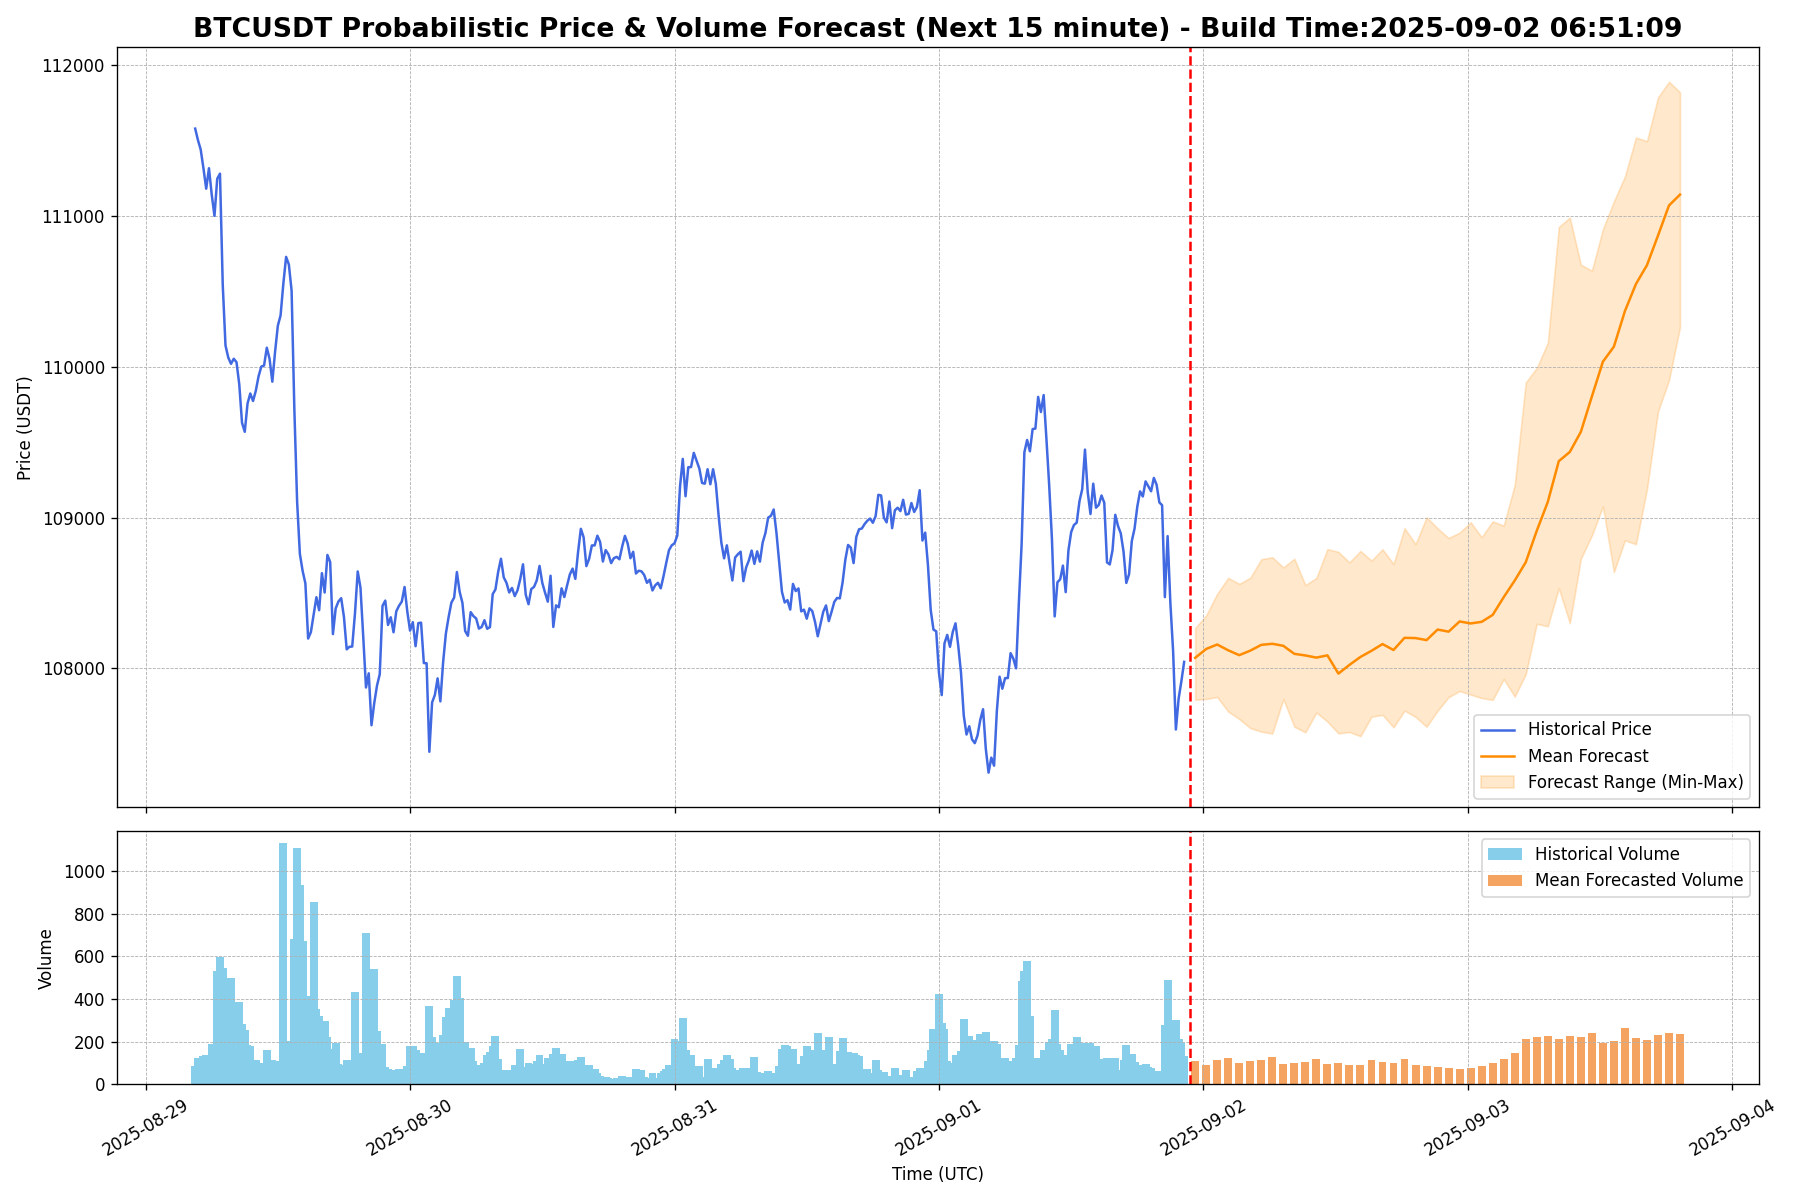 BTCUSDT Probabilistic Price & Volume Forecast (Next 15 minute) - Build Time:2025-09-02 06:51:09
112000
111000
110000
109000
108000
Price (USDT)
Historical Price
Mean Forecast
Forecast Range (Min-Max)
1000
800
600
400
200
0
Volume
Historical Volume
Mean Forecasted Volume
2025-08-29
2025-08-30
2025-08-31
2025-09-01
2025-09-02
2025-09-03
2025-09-04
Time (UTC)